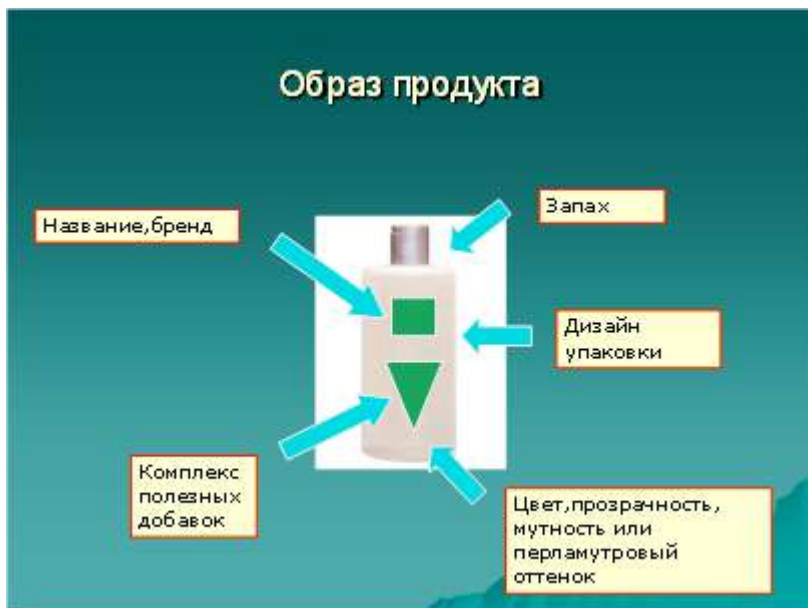 Образ продукта
Название,бренд
Запах
Дизайн
упаковки
Комплекс
полезных
добавок
Цвет,прозрачность,
мутность или
перламутровый
оттенок